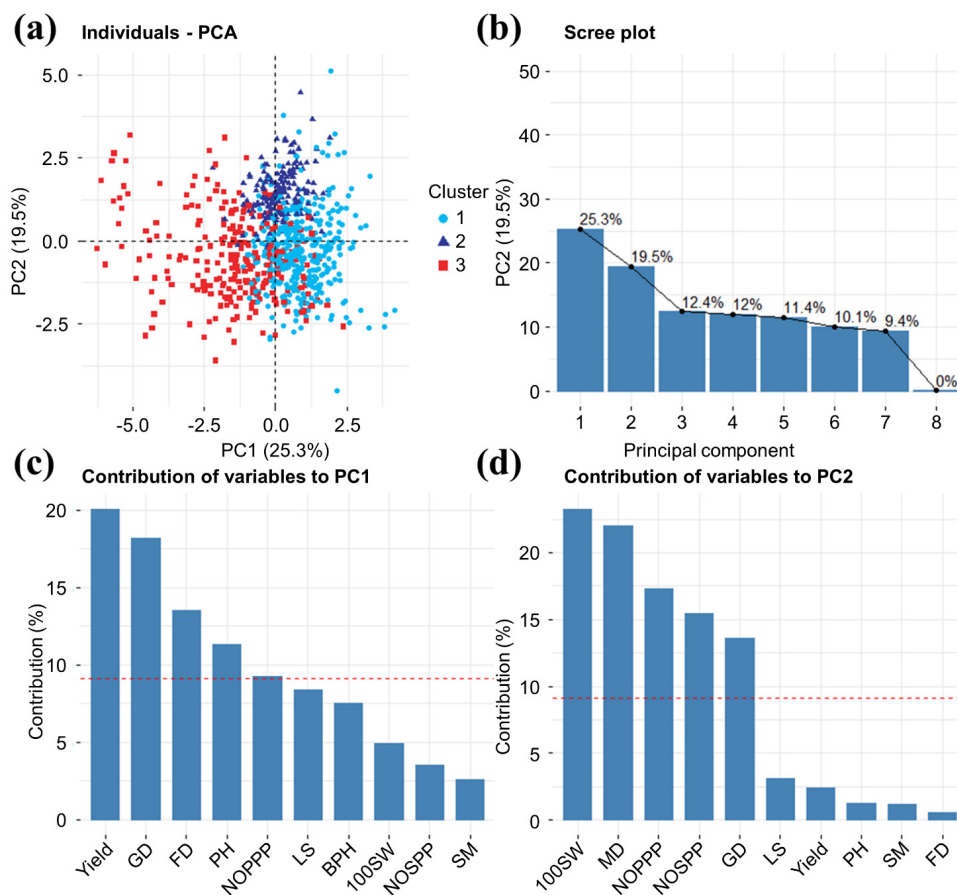 (a)
Individuals - PCA
5.0
2.5
0.0
-2.5
PC2 (19.5%)
-5.0
-2.5
0.0
2.5
PC1 (25.3%)
Cluster
1
2
3
(b)
Scree plot
50
40
30
20
10
0
PC2 (19.5%)
25.3%
19.5%
12.4%
12%
11.4%
10.1%
9.4%
0%
1
2
3
4
5
6
7
8
Principal component
(c)
Contribution of variables to PC1
20
15
10
5
0
Contribution (%)
Yield
GD
FD
PH
NOPPP
LS
BPH
100SW
NOSPP
SM
(d)
Contribution of variables to PC2
20
15
10
5
0
Contribution (%)
100SW
MD
NOPPP
NOSPP
GD
LS
Yield
PH
SM
FD